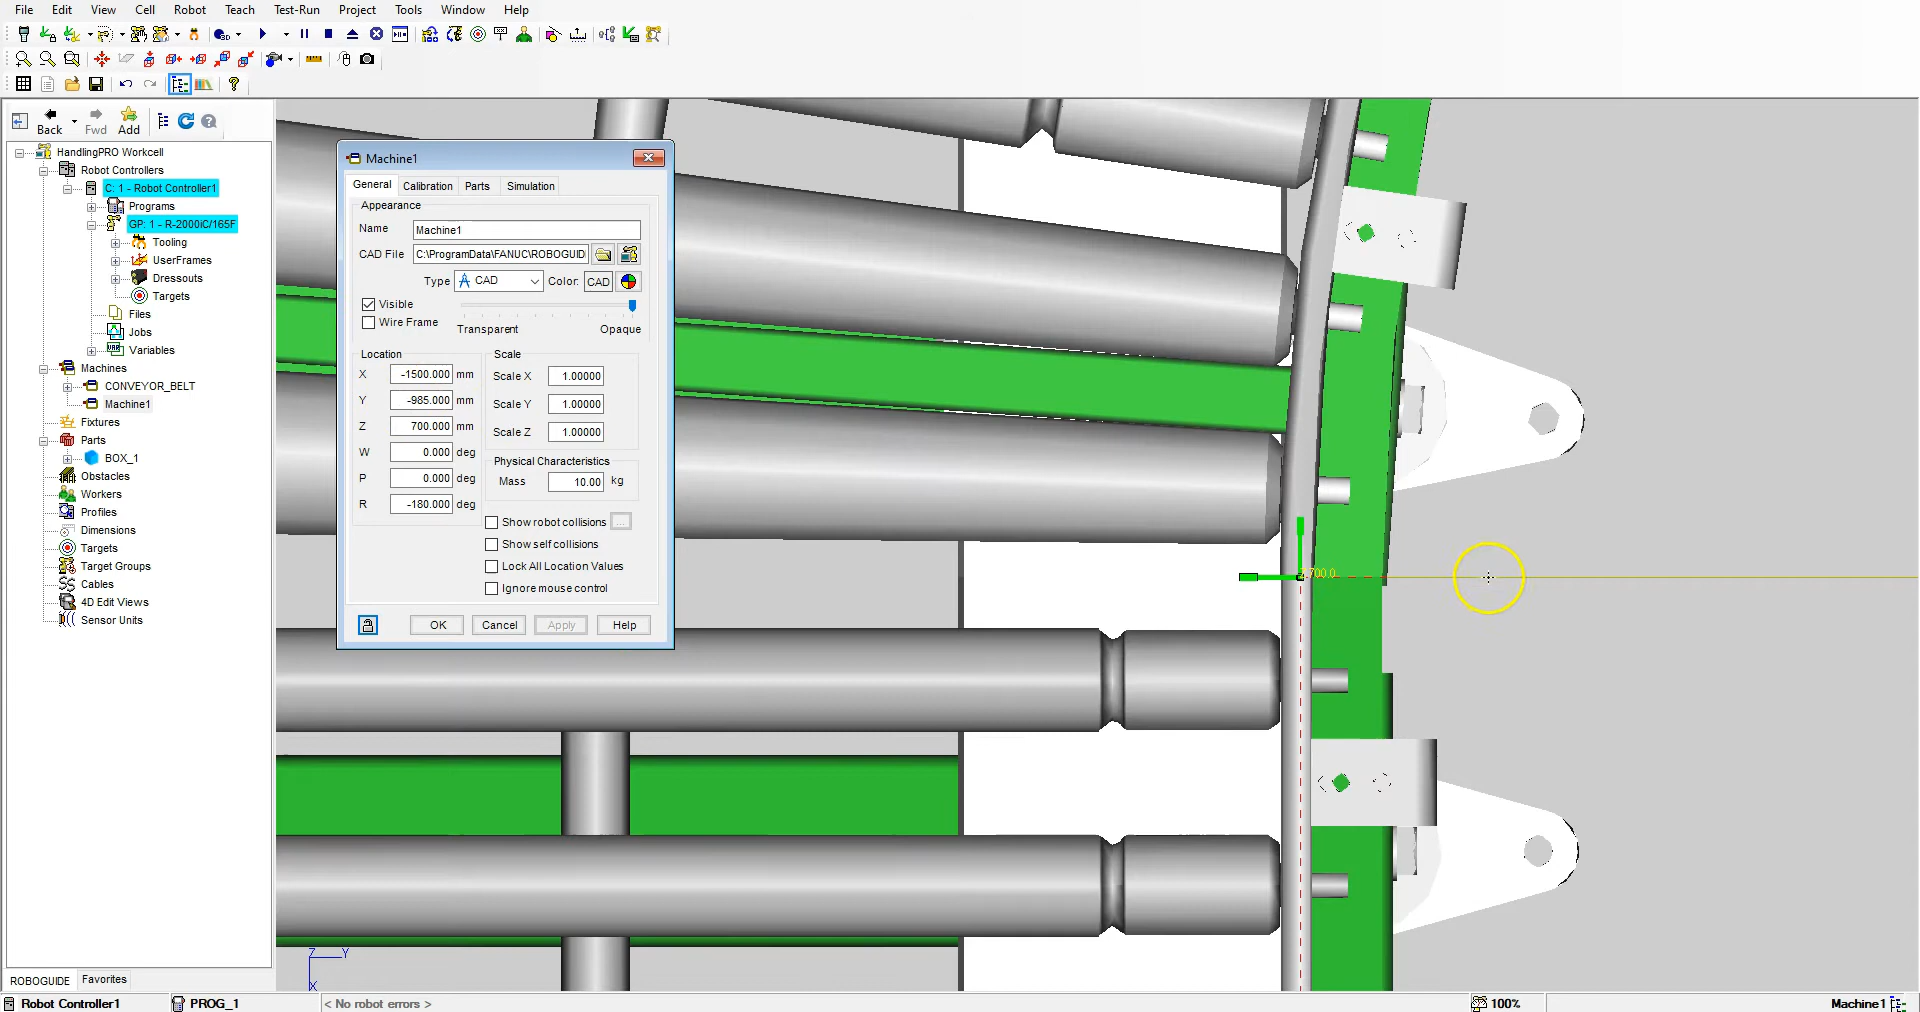 File Edit View Cell Robot Teach Test-Run Project Tools Window Help
Back Fwd Add
HandlingPRO Workcell
Robot Controllers
C: 1 - Robot Controller1
Programs
GP: 1 - R-2000iC/165F
Tooling
UserFrames
Dressouts
Targets
Files
Jobs
Variables
Machines
CONVEYOR_BELT
Machine1
Fixtures
Parts
BOX_1
Obstacles
Workers
Profiles
Dimensions
Targets
Target Groups
Cables
4D Edit Views
Sensor Units
ROBOGUIDE Favorites
Machine1
General Calibration Parts Simulation
Appearance
Name Machine1
CAD File C:\ProgramData\FANUC\ROBOGUID
Type CAD Color: CAD
Visible
Wire Frame
Transparent Opaque
Location
X -1500.000 mm
Y -985.000 mm
Z 700.000 mm
W 0.000 deg
P 0.000 deg
R -180.000 deg
Scale
Scale X 1.00000
Scale Y 1.00000
Scale Z 1.00000
Physical Characteristics
Mass 10.00 kg
Show robot collisions ...
Show self collisions
Lock All Location Values
Ignore mouse control
OK Cancel Apply Help
Z Y
X
Robot Controller1 PROG_1 < No robot errors > 100% Machine1